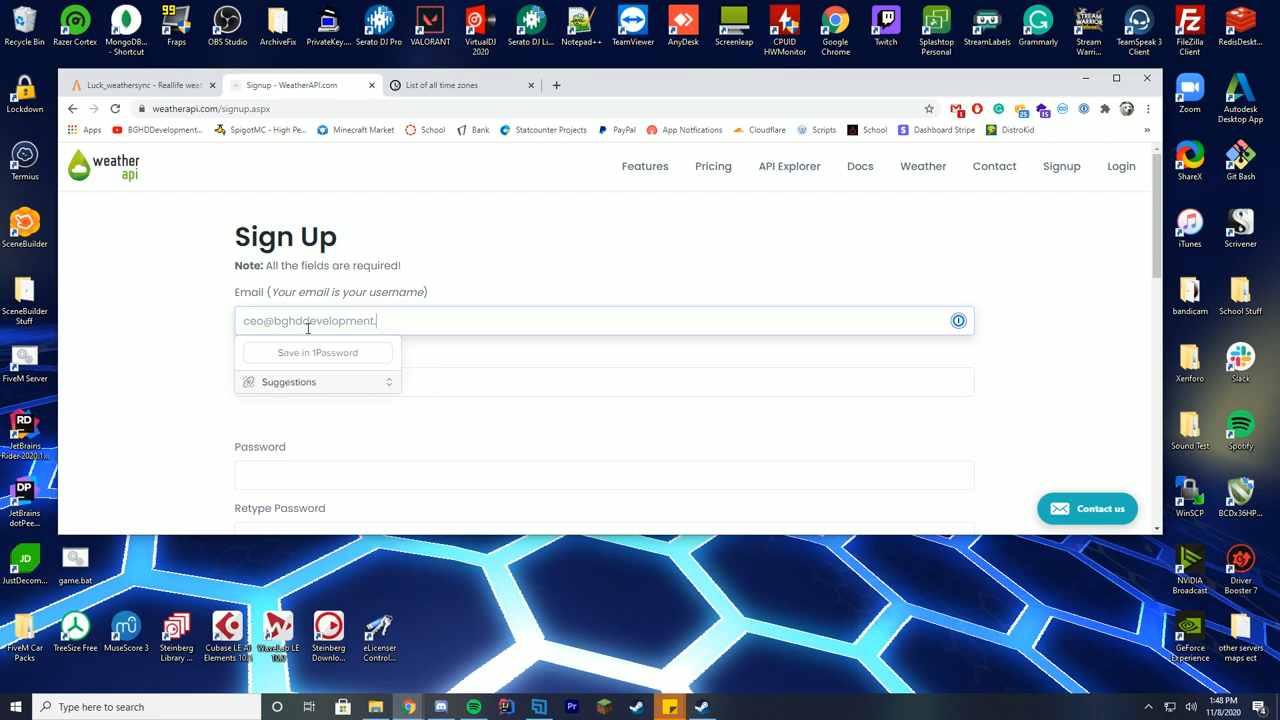 Recycle Bin
Razer Cortex
MongoDB... - Shortcut
99
Fraps
OBS Studio
ArchiveFix
PrivateKey....
Serato DJ Pro
VALORANT
VirtualDJ 2020
Serato DJ Li...
Notepad++
TeamViewer
AnyDesk
Screenleap
CPUID HWMonitor
Google Chrome
Twitch
Splashtop Personal
StreamLabels
Grammarly
Stream Warri...
TeamSpeak 3 Client
FileZilla Client
RedisDeskt...
Luck_weathersync - Reallife weat
Signup - WeatherAPI.com
List of all time zones
weatherapi.com/signup.aspx
Apps
BGHDDevelopment...
SpigotMC - High Pe...
Minecraft Market
School
Bank
Statcounter Projects
PayPal
App Notfications
Cloudflare
Scripts
School
Dashboard Stripe
DistroKid
»
weather api
Features
Pricing
API Explorer
Docs
Weather
Contact
Signup
Login
Sign Up
Note: All the fields are required!
Email (Your email is your username)
ceo@bghddevelopment.
Save in 1Password
Suggestions
Password
Retype Password
Contact us
Lockdown
Termius
SceneBuilder
SceneBuilder Files
FiveM Server
JetBrains Rider 2020.1...
JetBrains dotPee...
JustDecom...
game.bat
FiveM Car Packs
TreeSize Free
MuseScore 3
Steinberg Library ...
Cubase LE AI Elements 10.5
WaveLab LE 10.0
Steinberg Downlo...
eLicenser Control...
Zoom
Autodesk Desktop App
ShareX
Git Bash
iTunes
Scrivener
bandicam
School Stuff
Xenforo
Slack
Sound Test
Spotify
WinSCP
BCDx36HP...
NVIDIA Broadcast
Driver Booster 7
GeForce Experience
other servers maps ect
Type here to search
1:48 PM
11/8/2020